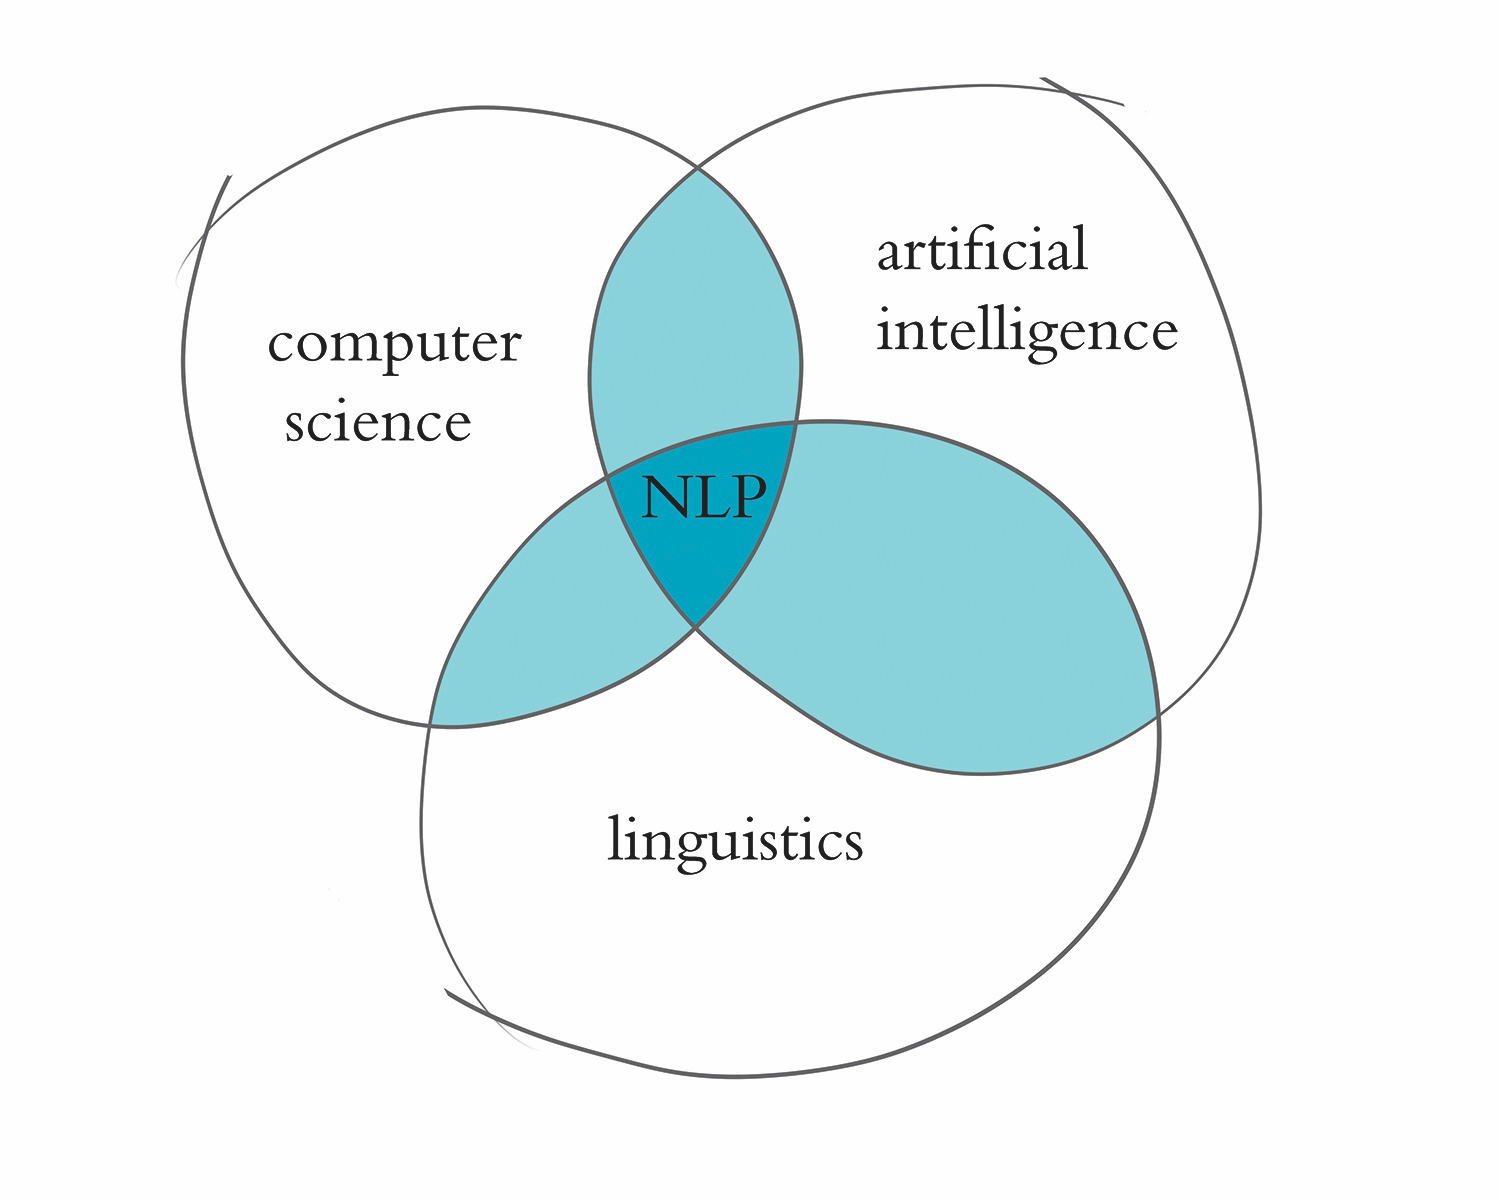 computer
science
artificial
intelligence
NLP
linguistics